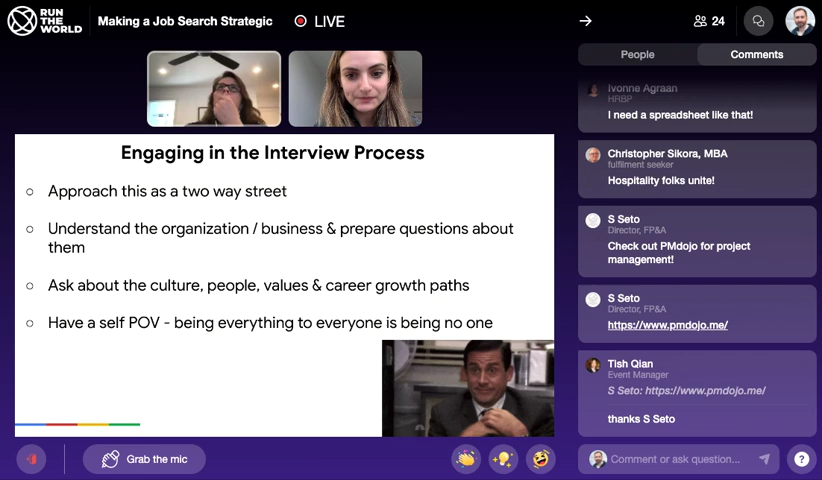 RUN
THE
WORLD
Making a Job Search Strategic
LIVE
24
Engaging in the Interview Process
Approach this as a two way street
Understand the organization / business & prepare questions about
them
Ask about the culture, people, values & career growth paths
Have a self POV - being everything to everyone is being no one
Grab the mic
People
Comments
Ivonne Agraan
HRBP
I need a spreadsheet like that!
Christopher Sikora, MBA
fulfilment seeker
Hospitality folks unite!
S Seto
Director, FP&A
Check out PMdojo for project
management!
S Seto
Director, FP&A
https://www.pmdojo.me/
Tish Qian
Event Manager
S Seto: https://www.pmdojo.me/
thanks S Seto
Comment or ask question...
?